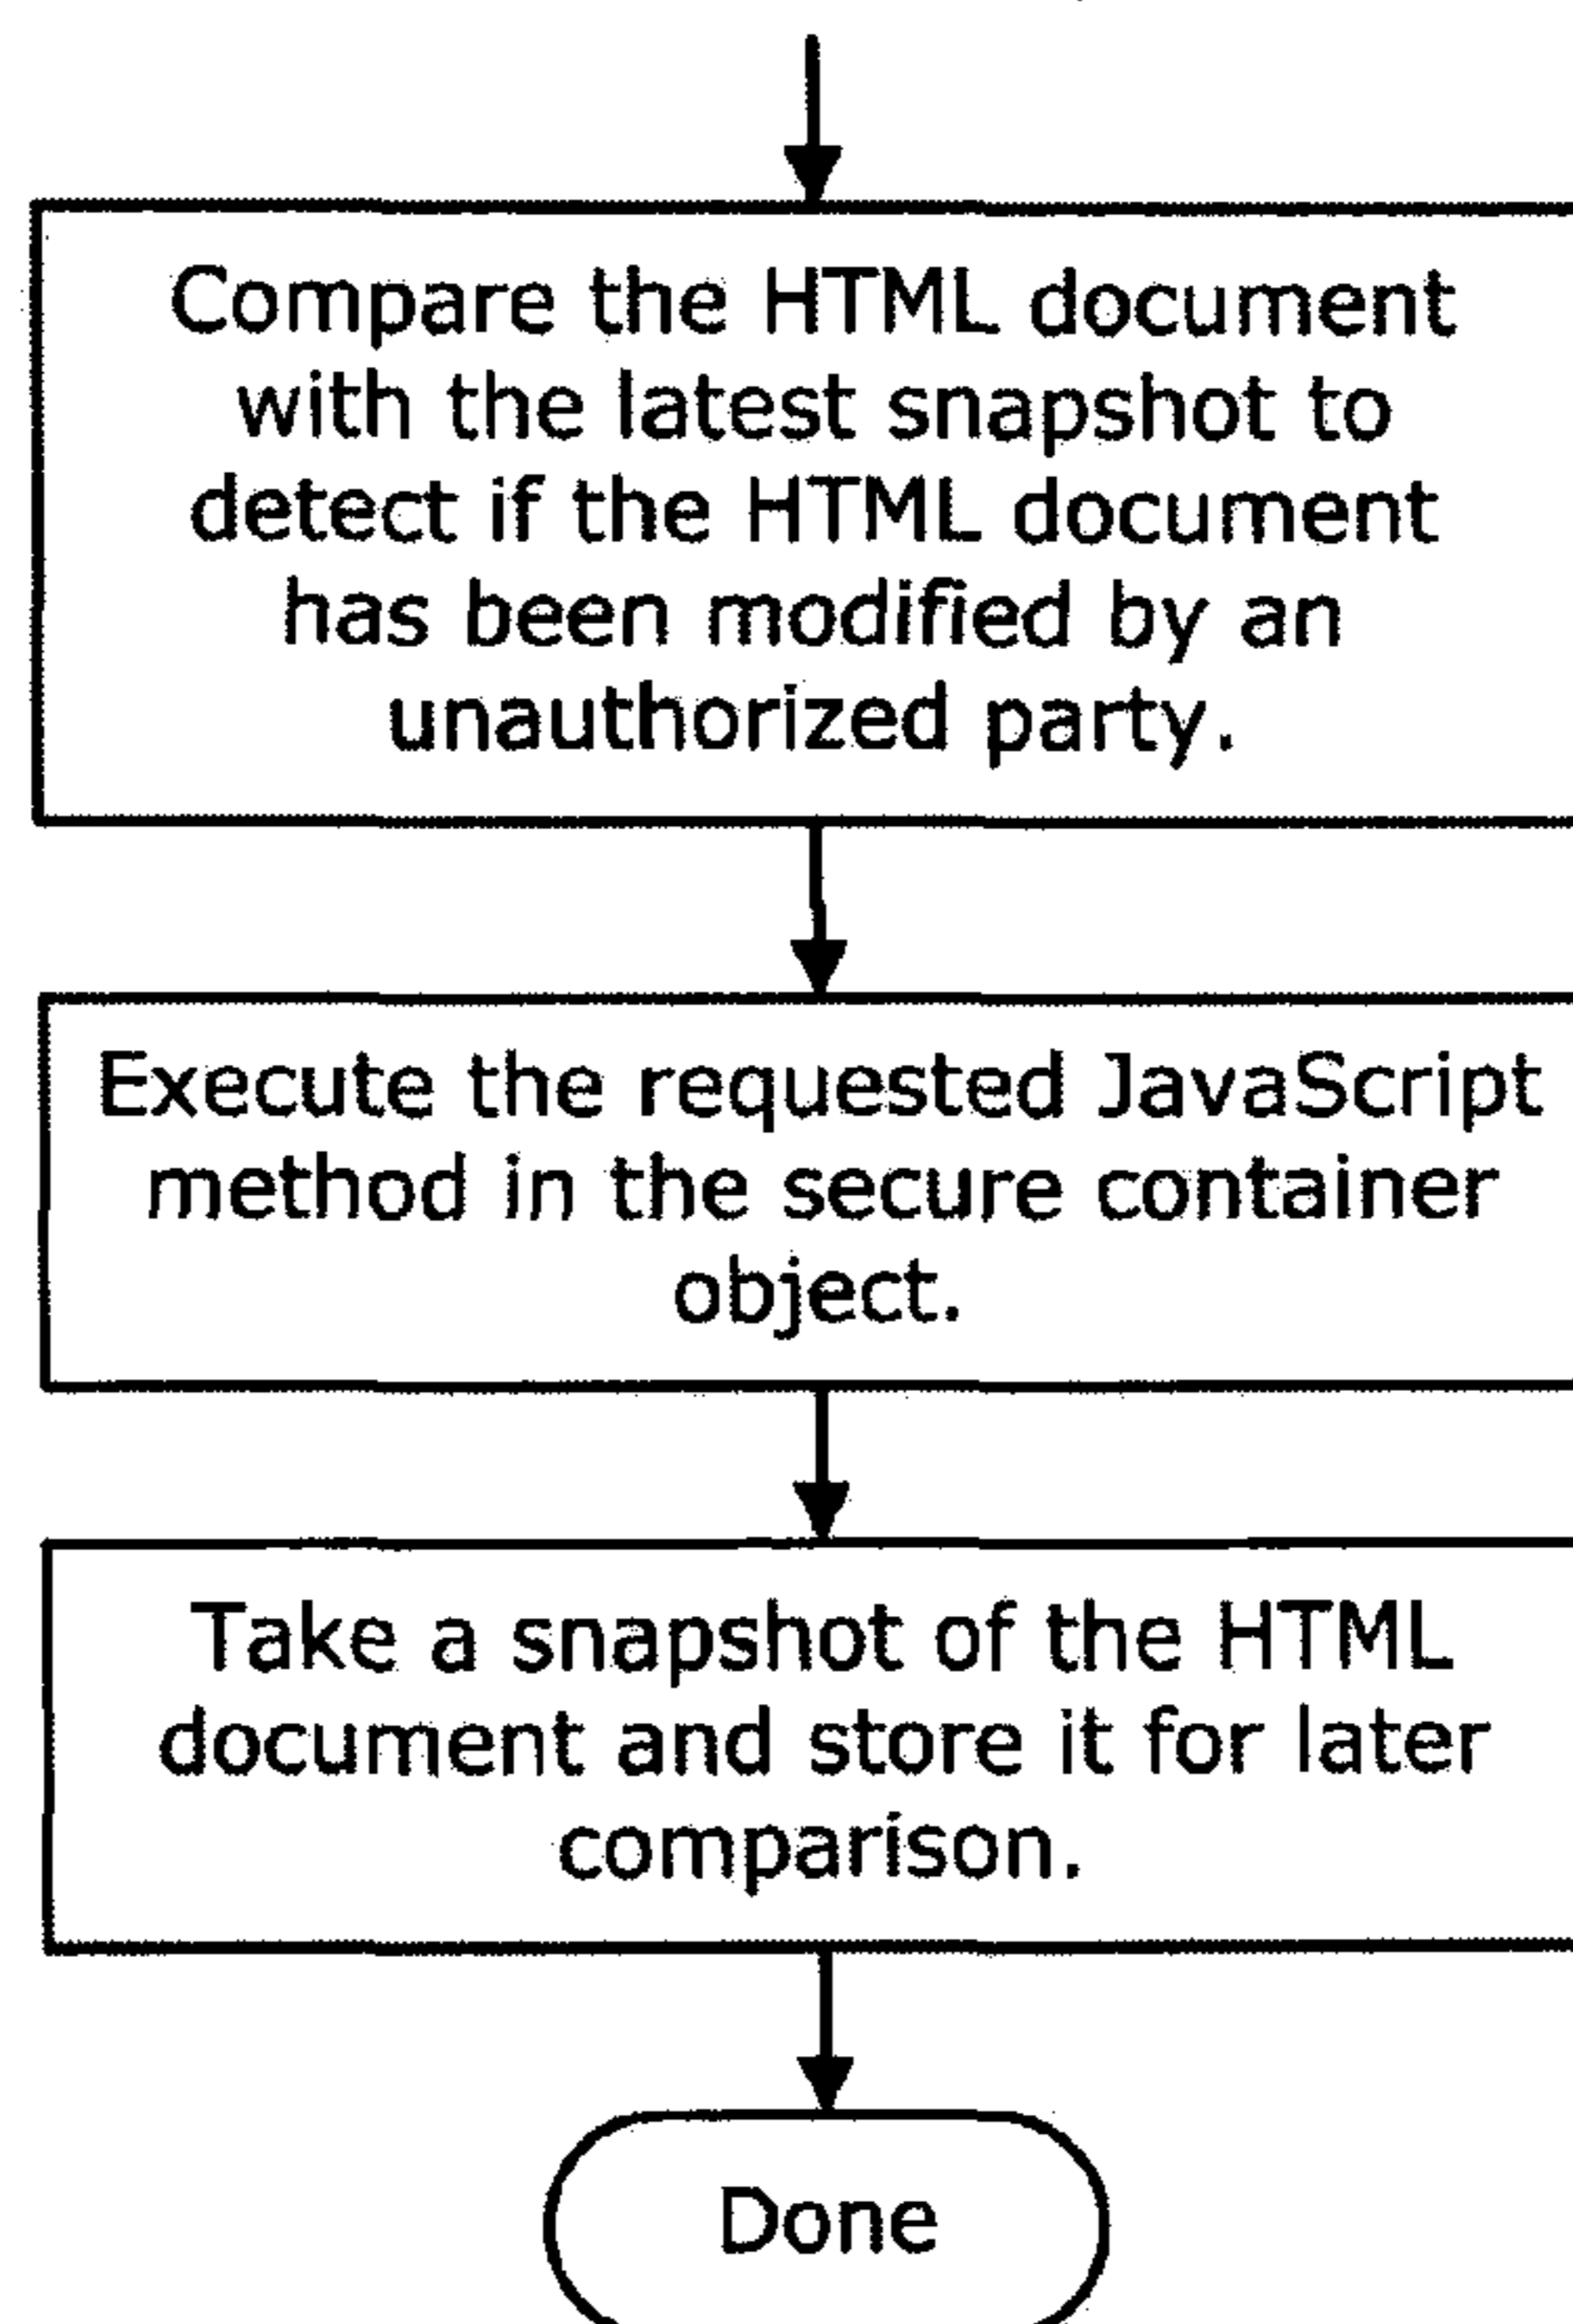 Compare the HTML document
with the latest snapshot to
detect if the HTML document
has been modified by an
unauthorized party.
Execute the requested JavaScript
method in the secure container
object.
Take a snapshot of the HTML
document and store it for later
comparison.
Done